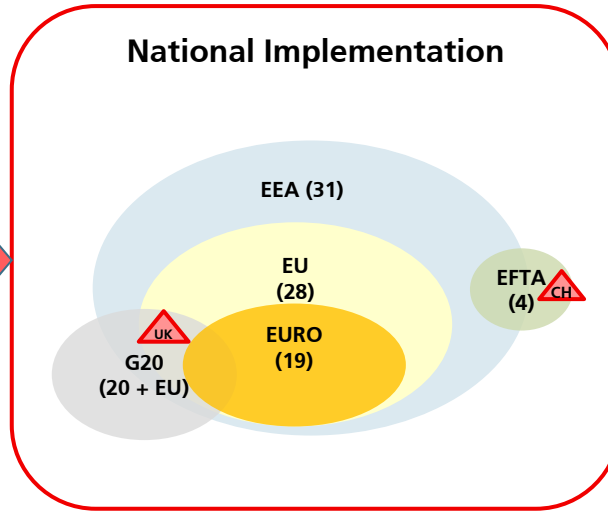 National Implementation
EEA (31)
EU
(28)
EFTA
(4)
CH
UK
EURO
(19)
G20
(20 + EU)